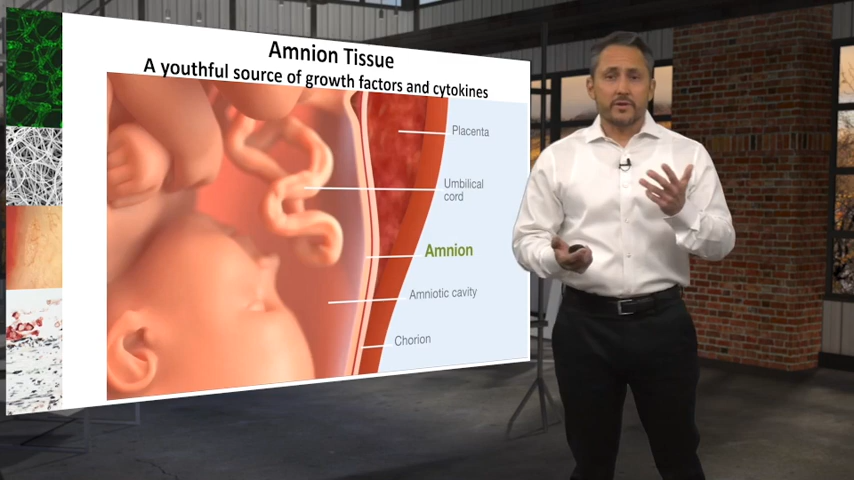 Amnion Tissue
A youthful source of growth factors and cytokines
Placenta
Umbilical
cord
Amnion
Amniotic cavity
Chorion